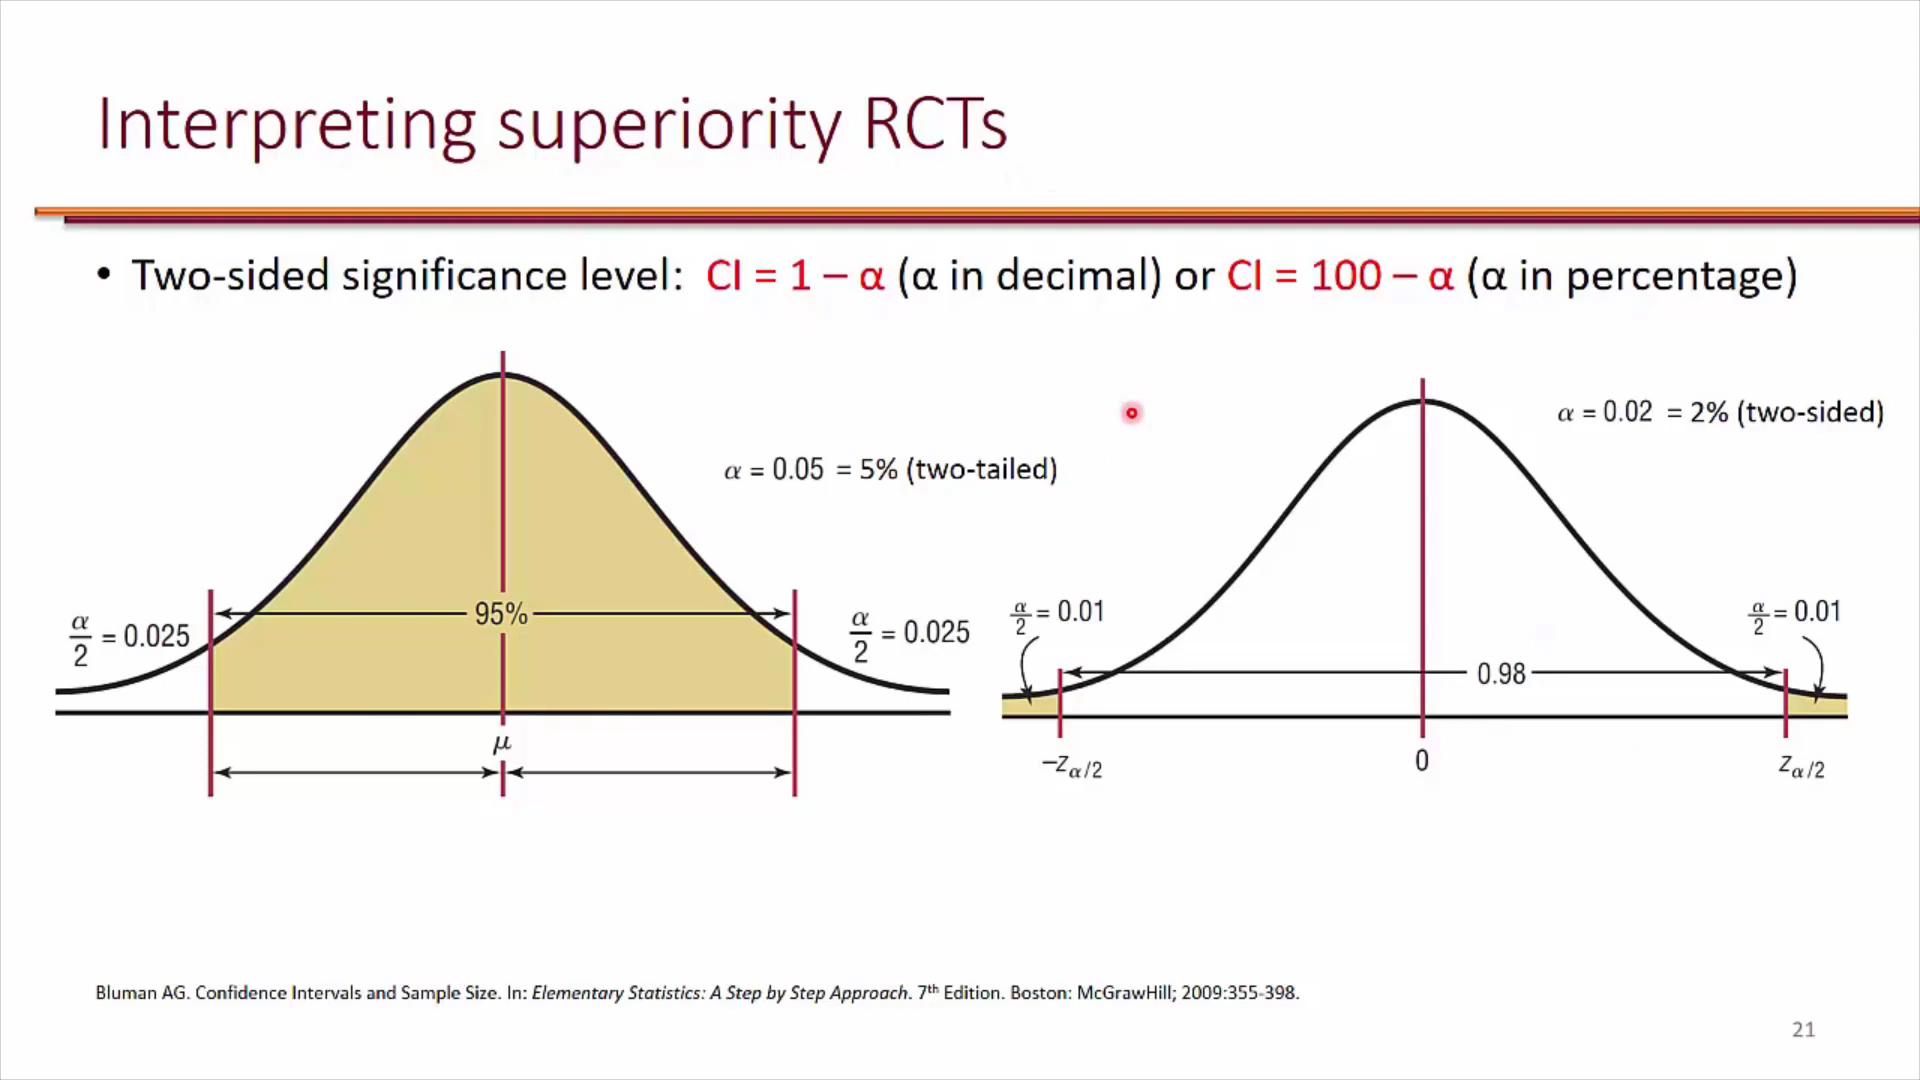 Interpreting superiority RCTs
• Two-sided significance level: CI = 1 – α (α in decimal) or CI = 100 – α (α in percentage)
α = 0.05 = 5% (two-tailed)
95%
α/2 = 0.025
α/2 = 0.025
μ
α = 0.02 = 2% (two-sided)
α/2 = 0.01
α/2 = 0.01
0.98
−zα/2
0
zα/2
Bluman AG. Confidence Intervals and Sample Size. In: Elementary Statistics: A Step by Step Approach. 7th Edition. Boston: McGrawHill; 2009:355-398.
21